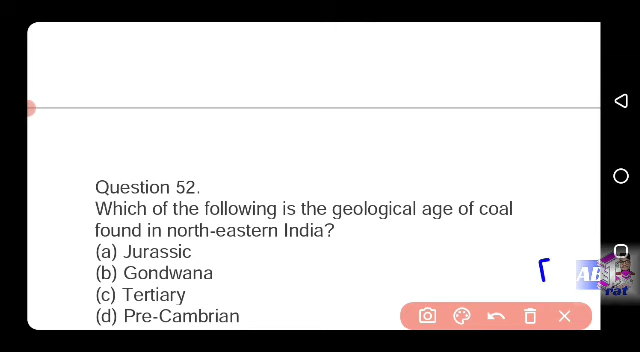 Question 52.
Which of the following is the geological age of coal
found in north-eastern India?
(a) Jurassic
(b) Gondwana
(c) Tertiary
(d) Pre-Cambrian